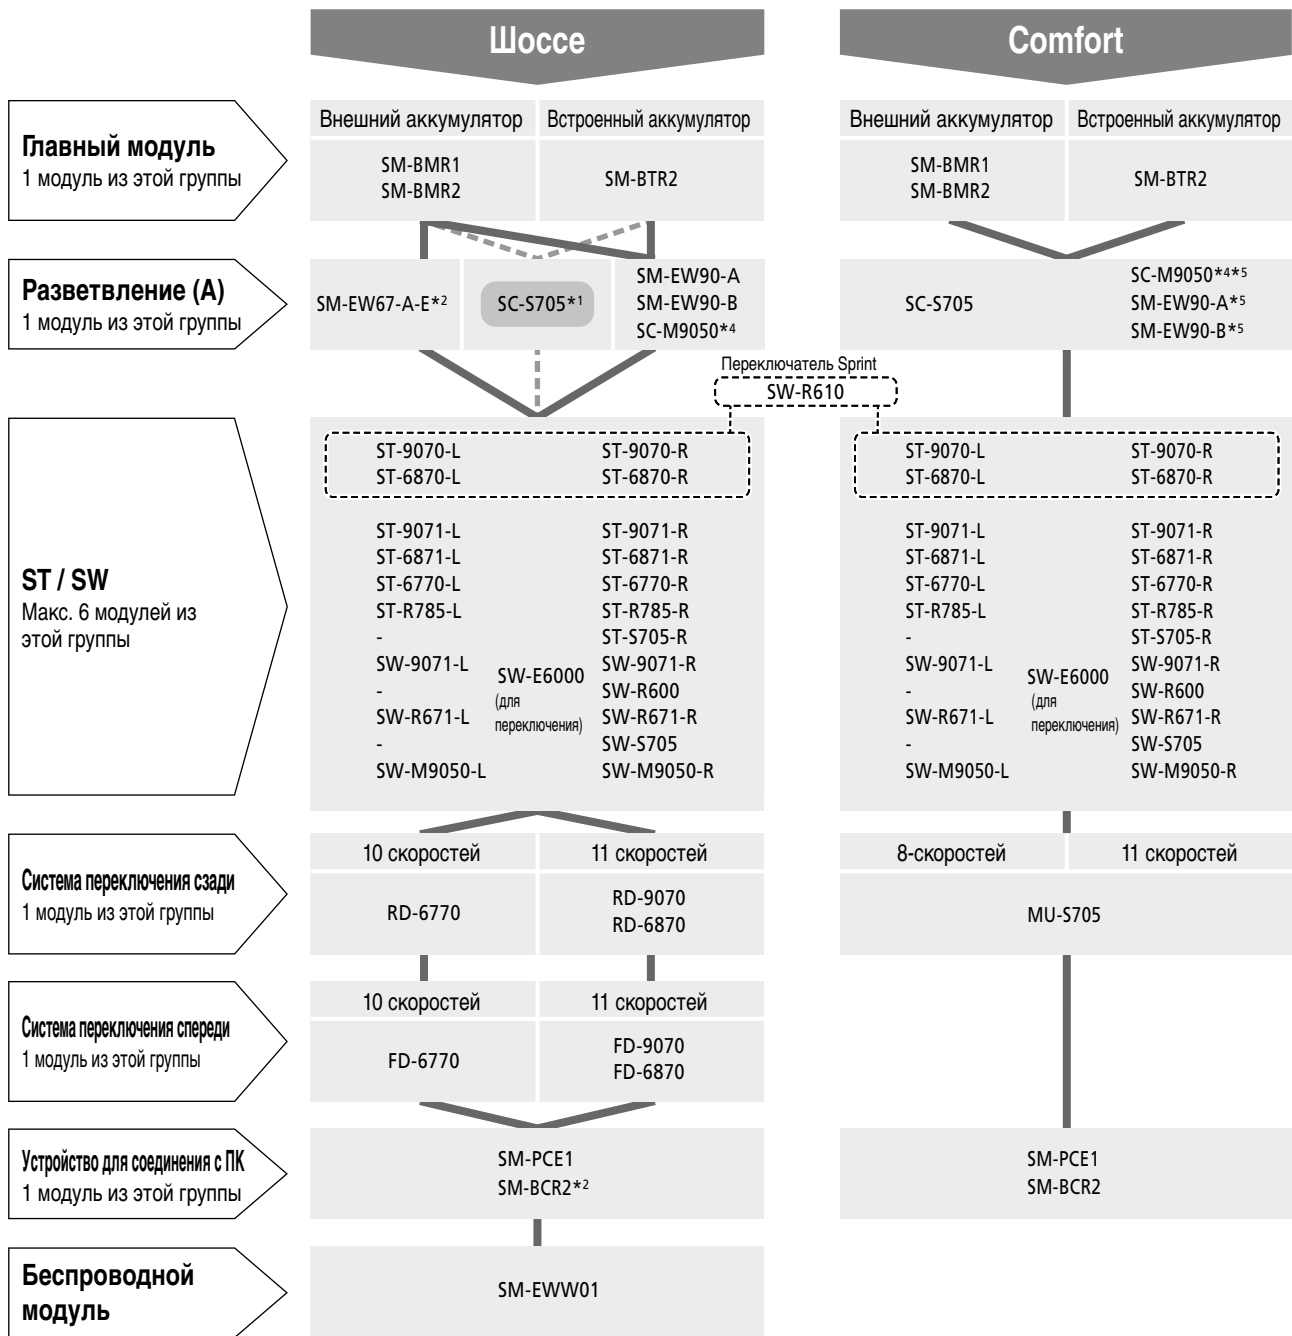 Шоссе
Comfort
Главный модуль
1 модуль из этой группы
Внешний аккумулятор
Встроенный аккумулятор
SM-BMR1
SM-BMR2
SM-BTR2
Внешний аккумулятор
Встроенный аккумулятор
SM-BMR1
SM-BMR2
SM-BTR2
Разветвление (A)
1 модуль из этой группы
SM-EW67-A-E*2
SC-S705*1
SM-EW90-A
SM-EW90-B
SC-M9050*4
SC-S705
SC-M9050*4*5
SM-EW90-A*5
SM-EW90-B*5
Переключатель Sprint
SW-R610
ST / SW
Макс. 6 модулей из
этой группы
ST-9070-L
ST-6870-L
ST-9070-R
ST-6870-R
ST-9071-L
ST-6871-L
ST-6770-L
ST-R785-L
-
SW-9071-L
-
SW-R671-L
-
SW-M9050-L
SW-E6000
(для
переключения)
ST-9071-R
ST-6871-R
ST-6770-R
ST-R785-R
ST-S705-R
SW-9071-R
SW-R600
SW-R671-R
SW-S705
SW-M9050-R
ST-9070-L
ST-6870-L
ST-9070-R
ST-6870-R
ST-9071-L
ST-6871-L
ST-6770-L
ST-R785-L
-
SW-9071-L
-
SW-R671-L
-
SW-M9050-L
SW-E6000
(для
переключения)
ST-9071-R
ST-6871-R
ST-6770-R
ST-R785-R
ST-S705-R
SW-9071-R
SW-R600
SW-R671-R
SW-S705
SW-M9050-R
Система переключения сзади
1 модуль из этой группы
10 скоростей
11 скоростей
RD-6770
RD-9070
RD-6870
8-скоростей
11 скоростей
MU-S705
Система переключения спереди
1 модуль из этой группы
10 скоростей
11 скоростей
FD-6770
FD-9070
FD-6870
Устройство для соединения с ПК
1 модуль из этой группы
SM-PCE1
SM-BCR2*2
SM-PCE1
SM-BCR2
Беспроводной
модуль
SM-EWW01